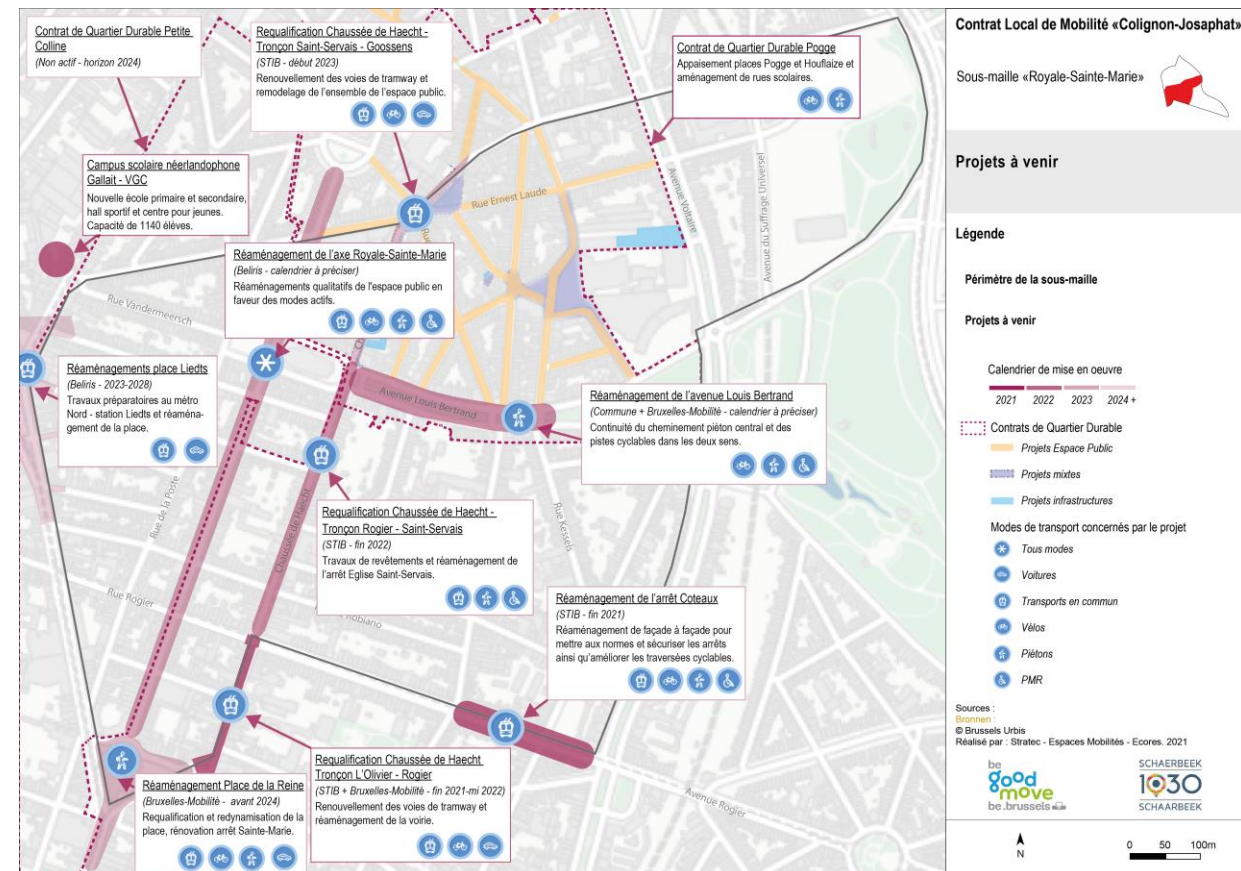 Contrat de Quartier Durable Petite
Colline
(Non actif - horizon 2024)
Requalification Chaussée de Haecht -
Tronçon Saint-Servais - Goossens
(STIB - début 2023)
Renouvellement des voies de tramway et
remodelage de l'ensemble de l'espace public.
Contrat de Quartier Durable Pogge
Appaisement places Pogge et Houflaize et
aménagement de rues scolaires.
Campus scolaire néerlandophone
Gallait - VGC
Nouvelle école primaire et secondaire,
hall sportif et centre pour jeunes.
Capacité de 1140 éléves.
Rue Ernest Laude
Avenue Voltaire
Avenue du Suffrage Universel
Réaménagement de l'axe Royale-Sainte-Marie
(Beliris - calendrier à préciser)
Réaménagements qualitatifs de l'espace public en
faveur des modes actifs.
Rue Vandermeersch
Réaménagements place Liedts
(Beliris - 2023-2028)
Travaux préparatoires au métro
Nord - station Liedts et réaména-
gement de la place.
Avenue Louis Bertrand
Réaménagement de l'avenue Louis Bertrand
(Commune + Bruxelles-Mobilité - calendrier à préciser)
Continuité du cheminement piéton central et des
pistes cyclables dans les deux sens.
Rue de la Poste
Chaussée de Haecht
Rue Kessels
Requalification Chaussée de Haecht -
Tronçon Rogier - Saint-Servais
(STIB - fin 2022)
Travaux de revêtements et réaménagement de
l'arrêt Eglise Saint-Servais.
Rue Rogier
Robiano
Réaménagement de l'arrêt Coteaux
(STIB - fin 2021)
Réaménagement de façade à façade pour
mettre aux normes et sécuriser les arrêts
ainsi qu'améliorer les traversées cyclables.
Réaménagement Place de la Reine
(Bruxelles-Mobilité - avant 2024)
Requalification et redynamisation de la
place, rénovation arrêt Sainte-Marie.
Requalification Chaussée de Haecht
Tronçon L'Olivier - Rogier
(STIB + Bruxelles-Mobilité - fin 2021-mi 2022)
Renouvellement des voies de tramway et
réaménagement de la voirie.
Avenue Rogier
Contrat Local de Mobilité «Colignon-Josaphat»
Sous-maille «Royale-Sainte-Marie»
Projets à venir
Légende
Périmètre de la sous-maille
Projets à venir
Calendrier de mise en oeuvre
2021 2022 2023 2024 +
Contrats de Quartier Durable
Projets Espace Public
Projets mixtes
Projets infrastructures
Modes de transport concernés par le projet
Tous modes
Voitures
Transports en commun
Vélos
Piétons
PMR
Sources :
Bronnen :
© Brussels Urbis
Réalisé par : Stratec - Espaces Mobilités - Ecores. 2021
be
good
move
be.brussels
SCHAERBEEK
1030
SCHAARBEEK
N
0 50 100m